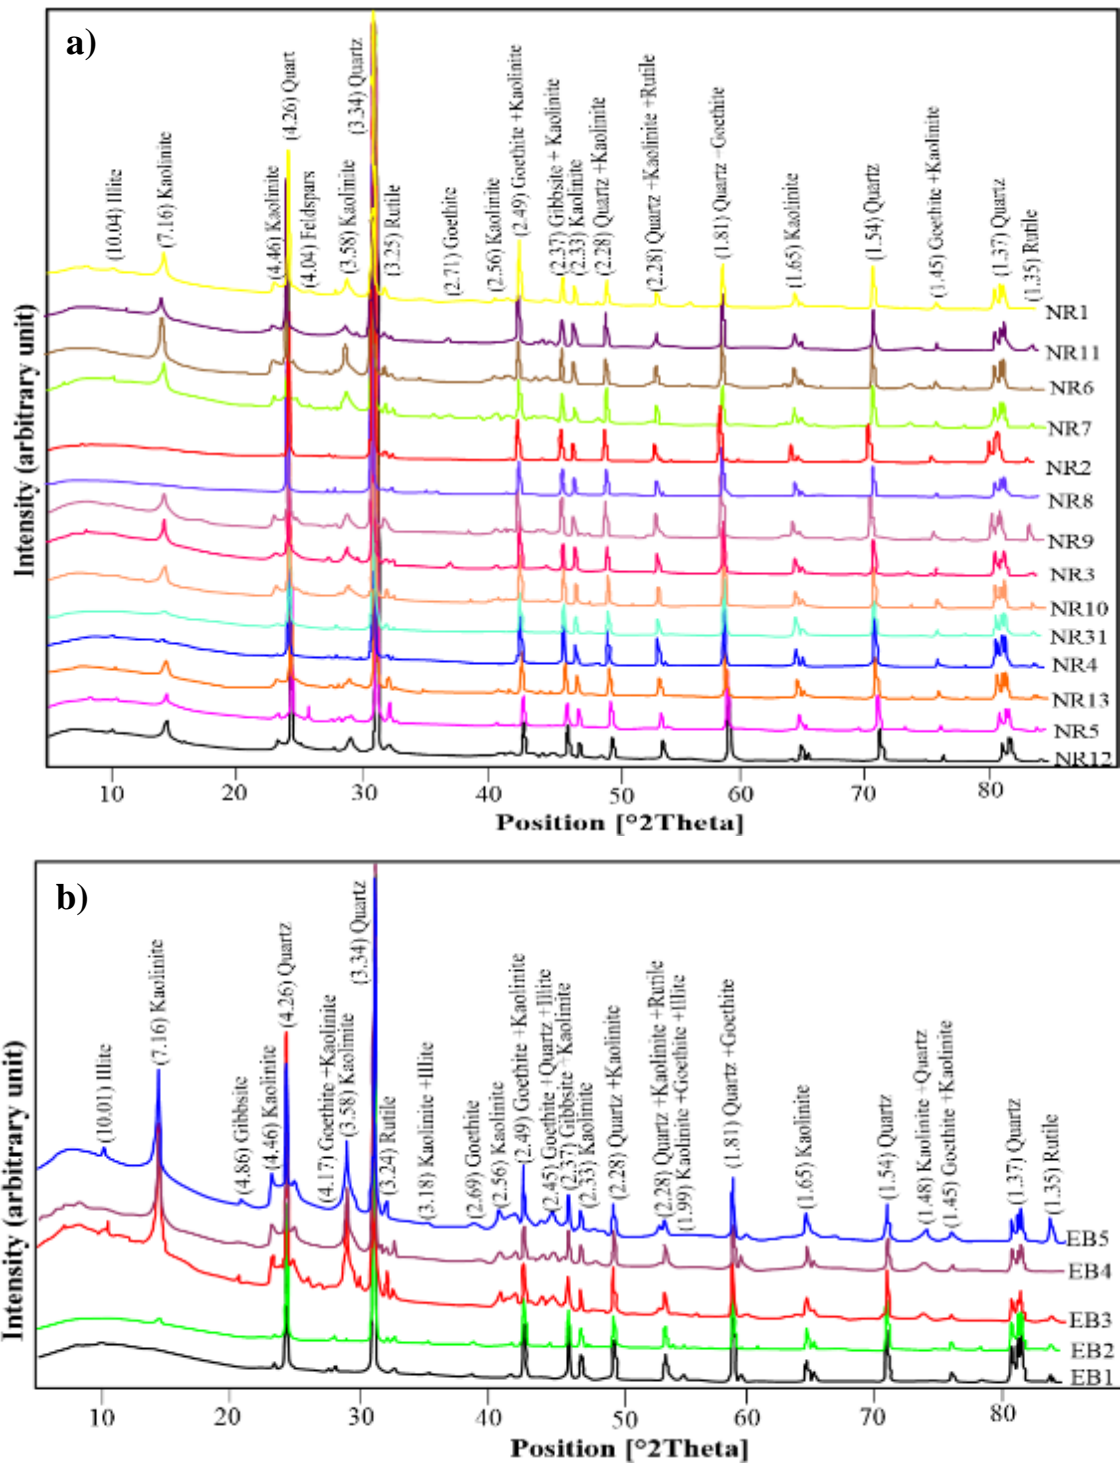 a)
(10.04) Illite
(7.16) Kaolinite
(4.46) Kaolinite
(4.26) Quart
(4.04) Feldspars
(3.58) Kaolinite
(3.34) Quartz
(3.25) Rutile
(2.71) Goethite
(2.56) Kaolinite
(2.49) Goethite +Kaolinite
(2.37) Gibbsite + Kaolinite
(2.33) Kaolinite
(2.28) Quartz +Kaolinite
(2.28) Quartz +Kaolinite +Rutile
(1.81) Quartz –Goethite
(1.65) Kaolinite
(1.54) Quartz
(1.45) Goethite +Kaolinite
(1.37) Quartz
(1.35) Rutile
NR1
NR11
NR6
NR7
NR2
NR8
NR9
NR3
NR10
NR31
NR4
NR13
NR5
NR12
Intensity (arbitrary unit)
10 20 30 40 50 60 70 80
Position [°2Theta]
b)
(10.01) Illite
(7.16) Kaolinite
(4.86) Gibbsite
(4.46) Kaolinite
(4.26) Quartz
(4.17) Goethite +Kaolinite
(3.58) Kaolinite
(3.34) Quartz
(3.24) Rutile
(3.18) Kaolinite +Illite
(2.69) Goethite
(2.56) Kaolinite
(2.49) Goethite +Kaolinite
(2.45) Goethite +Quartz +Illite
(2.37) Gibbsite +Kaolinite
(2.33) Kaolinite
(2.28) Quartz +Kaolinite
(2.28) Quartz +Kaolinite +Rutile
(1.99) Kaolinite +Goethite +Illite
(1.81) Quartz +Goethite
(1.65) Kaolinite
(1.54) Quartz
(1.48) Kaolinite +Quartz
(1.45) Goethite +Kaolinite
(1.37) Quartz
(1.35) Rutile
EB5
EB4
EB3
EB2
EB1
Intensity (arbitrary unit)
10 20 30 40 50 60 70 80
Position [°2Theta]